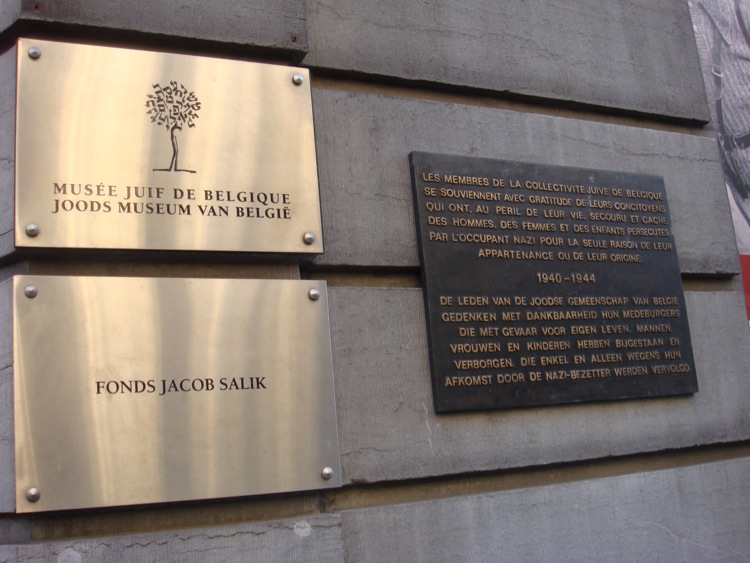 MUSÉE JUIF DE BELGIQUE
JOODS MUSEUM VAN BELGIË
FONDS JACOB SALIK
LES MEMBRES DE LA COLLECTIVITE JUIVE DE BELGIQUE
SE SOUVIENNENT AVEC GRATITUDE DE LEURS CONCITOYENS
QUI ONT, AU PERIL DE LEUR VIE, SECOURU ET CACHE
DES HOMMES, DES FEMMES ET DES ENFANTS PERSECUTES
PAR L'OCCUPANT NAZI POUR LA SEULE RAISON DE LEUR
APPARTENANCE OU DE LEUR ORIGINE.
1940-1944
DE LEDEN VAN DE JOODSE GEMEENSCHAP VAN BELGIË
GEDENKEN MET DANKBAARHEID HUN MEDEBURGERS
DIE MET GEVAAR VOOR EIGEN LEVEN, MANNEN,
VROUWEN EN KINDEREN HEBBEN BIJGESTAAN EN
VERBORGEN, DIE ENKEL EN ALLEEN WEGENS HUN
AFKOMST DOOR DE NAZI-BEZETTER WERDEN VERVOLGD.